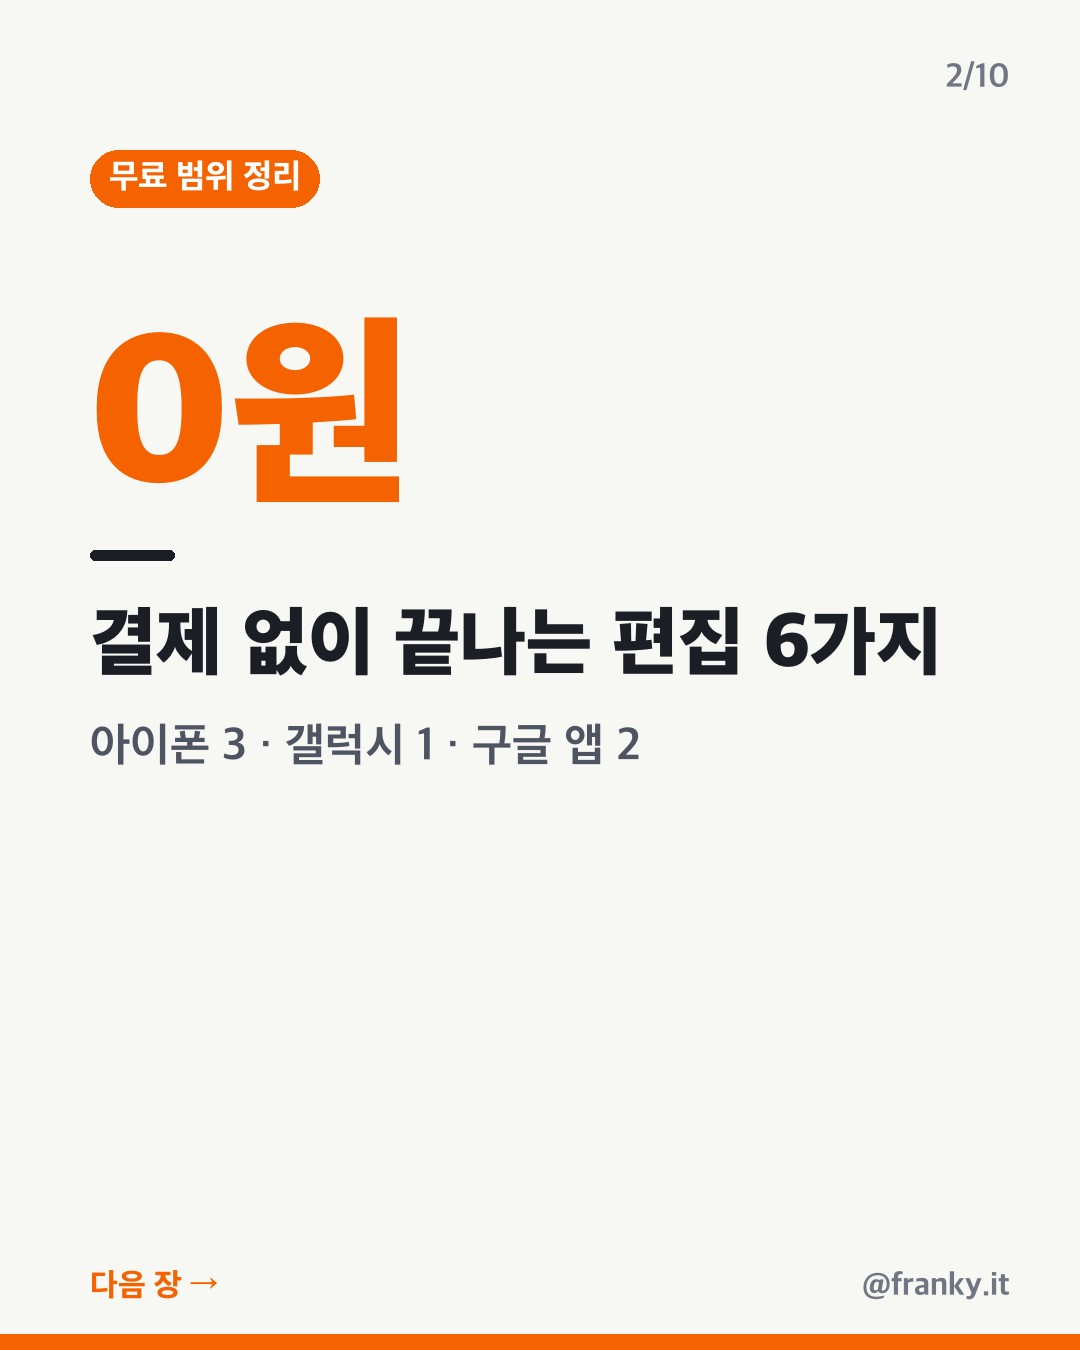 2/10
무료 범위 정리
0원
결제 없이 끝나는 편집 6가지
아이폰 3 · 갤럭시 1 · 구글 앱 2
다음 장 →
@franky.it